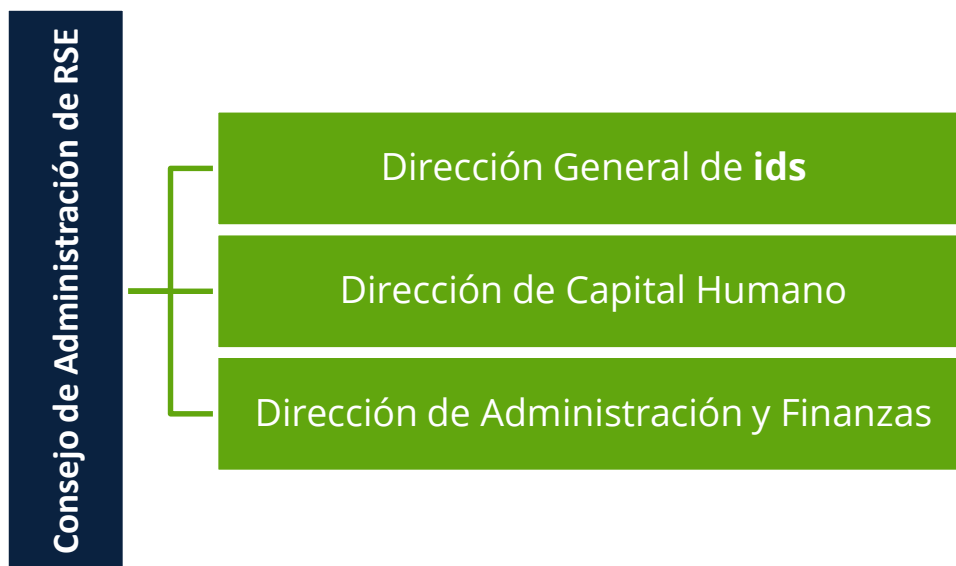 Consejo de Administración de RSE
Dirección General de ids
Dirección de Capital Humano
Dirección de Administración y Finanzas